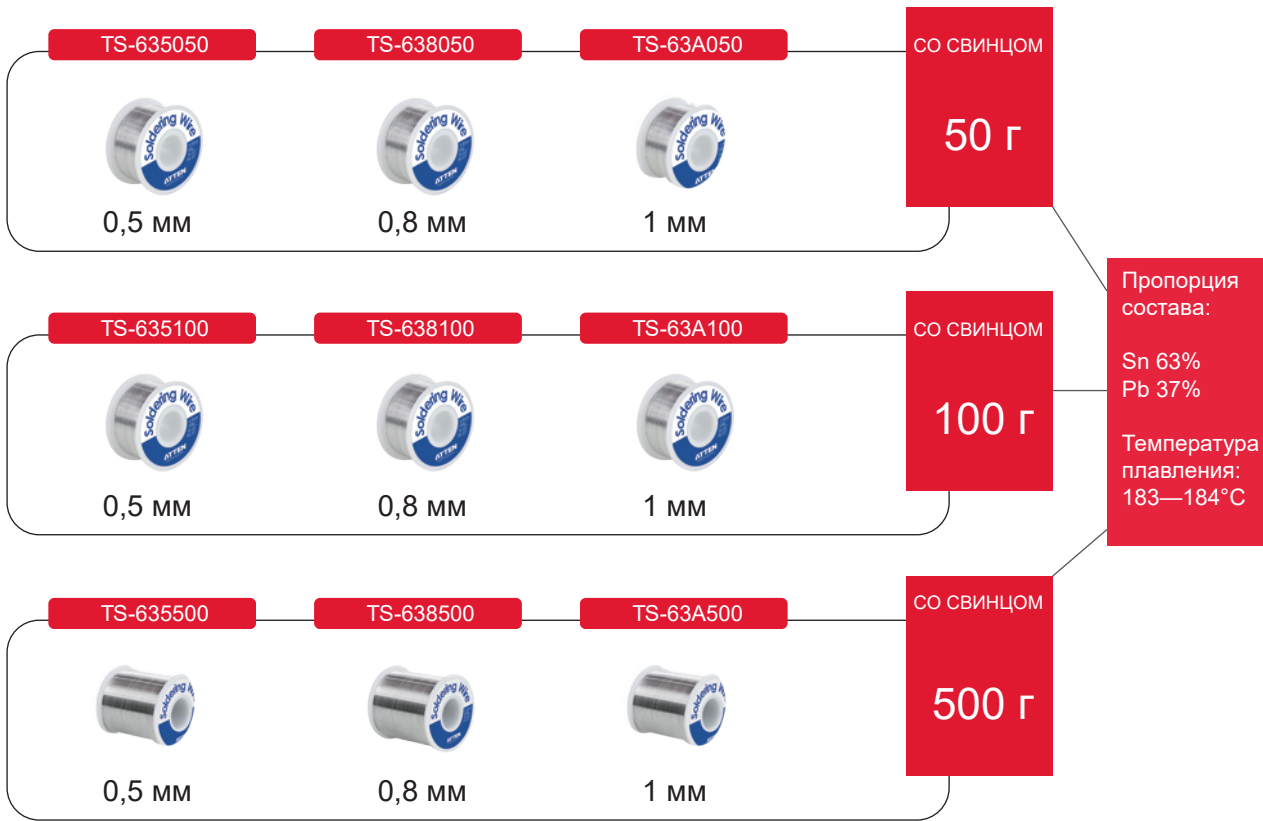 TS-635050
TS-638050
TS-63A050
СО СВИНЦОМ
50 г
Soldering Wire
ATTEN
Soldering Wire
ATTEN
Soldering Wire
ATTEN
0,5 мм
0,8 мм
1 мм
TS-635100
TS-638100
TS-63A100
СО СВИНЦОМ
100 г
Soldering Wire
ATTEN
Soldering Wire
ATTEN
Soldering Wire
ATTEN
0,5 мм
0,8 мм
1 мм
TS-635500
TS-638500
TS-63A500
СО СВИНЦОМ
500 г
Soldering Wire
Soldering Wire
ATTEN
Soldering Wire
0,5 мм
0,8 мм
1 мм
Пропорция
состава:
Sn 63%
Pb 37%
Температура
плавления:
183—184°C